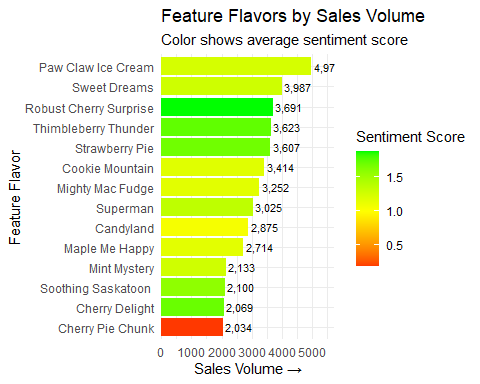 Feature Flavors by Sales Volume
Color shows average sentiment score
Feature Flavor
Paw Claw Ice Cream 4,97
Sweet Dreams 3,987
Robust Cherry Surprise 3,691
Thimbleberry Thunder 3,623
Strawberry Pie 3,607
Cookie Mountain 3,414
Mighty Mac Fudge 3,252
Superman 3,025
Candyland 2,875
Maple Me Happy 2,714
Mint Mystery 2,133
Soothing Saskatoon 2,100
Cherry Delight 2,069
Cherry Pie Chunk 2,034
0 1000 2000 3000 4000 5000
Sales Volume →
Sentiment Score
1.5
1.0
0.5